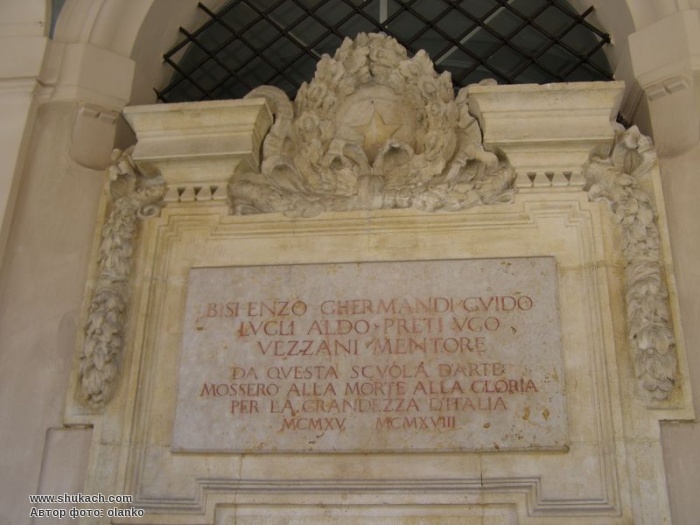 BISI ENZO GHERMANDI GVIDO
LVGLI ALDO · PRETI VGO
VEZZANI MENTORE
DA QVESTA SCVOLA D'ARTE
MOSSERO ALLA MORTE ALLA GLORIA
PER LA GRANDEZZA D'ITALIA
MCMXV MCMXVIII
www.shukach.com
Автор фото: olanko